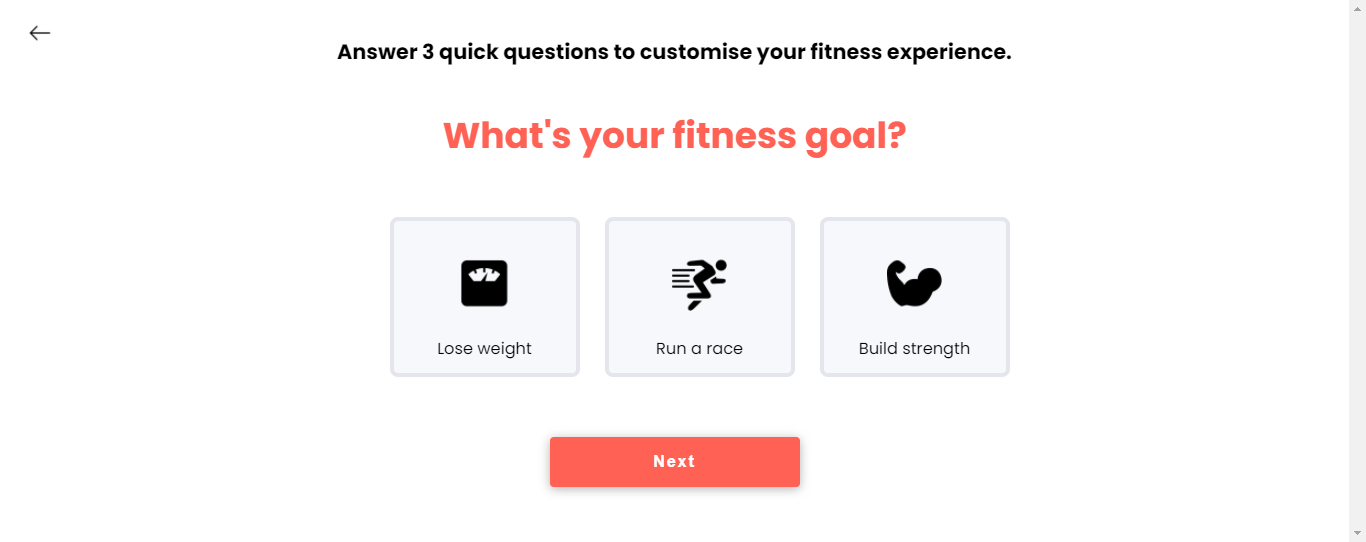 Answer 3 quick questions to customise your fitness experience.
What's your fitness goal?
Lose weight
Run a race
Build strength
Next